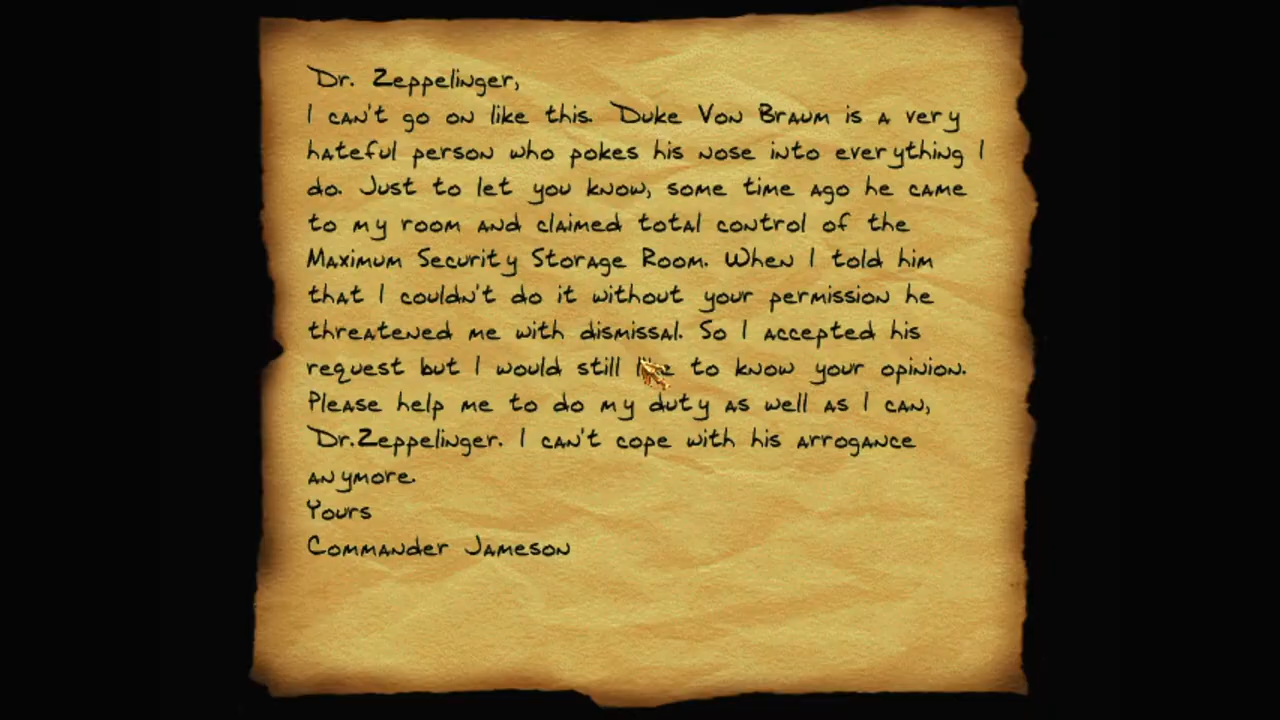 Dr. Zeppelinger,
I can't go on like this. Duke Von Braum is a very
hateful person who pokes his nose into everything I
do. Just to let you know, some time ago he came
to my room and claimed total control of the
Maximum Security Storage Room. When I told him
that I couldn't do it without your permission he
threatened me with dismissal. So I accepted his
request but I would still like to know your opinion.
Please help me to do my duty as well as I can,
Dr.Zeppelinger. I can't cope with his arrogance
anymore.
Yours
Commander Jameson